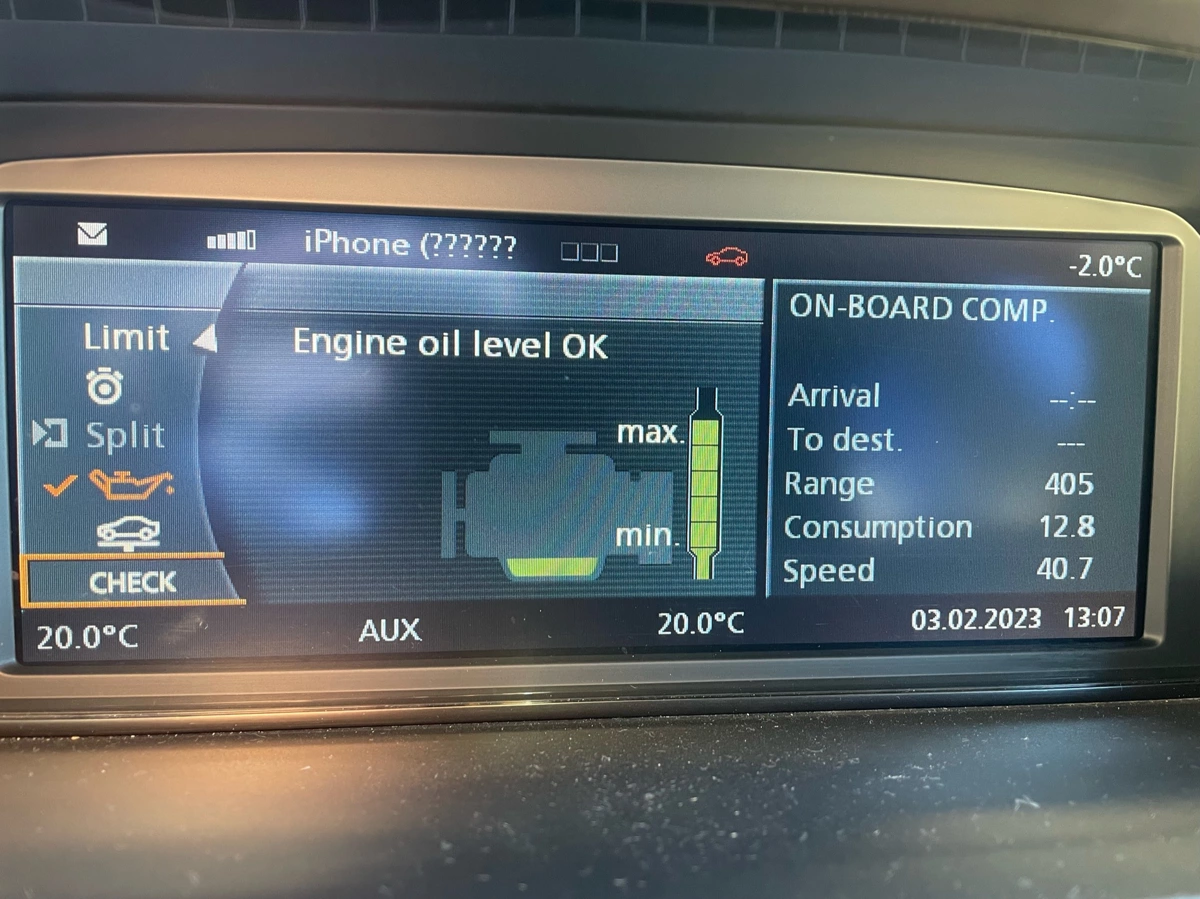 iPhone (??????
-2.0°C
Limit
Split
CHECK
Engine oil level OK
max.
min.
ON-BOARD COMP.
Arrival --:--
To dest. ---
Range 405
Consumption 12.8
Speed 40.7
20.0°C AUX 20.0°C 03.02.2023 13:07